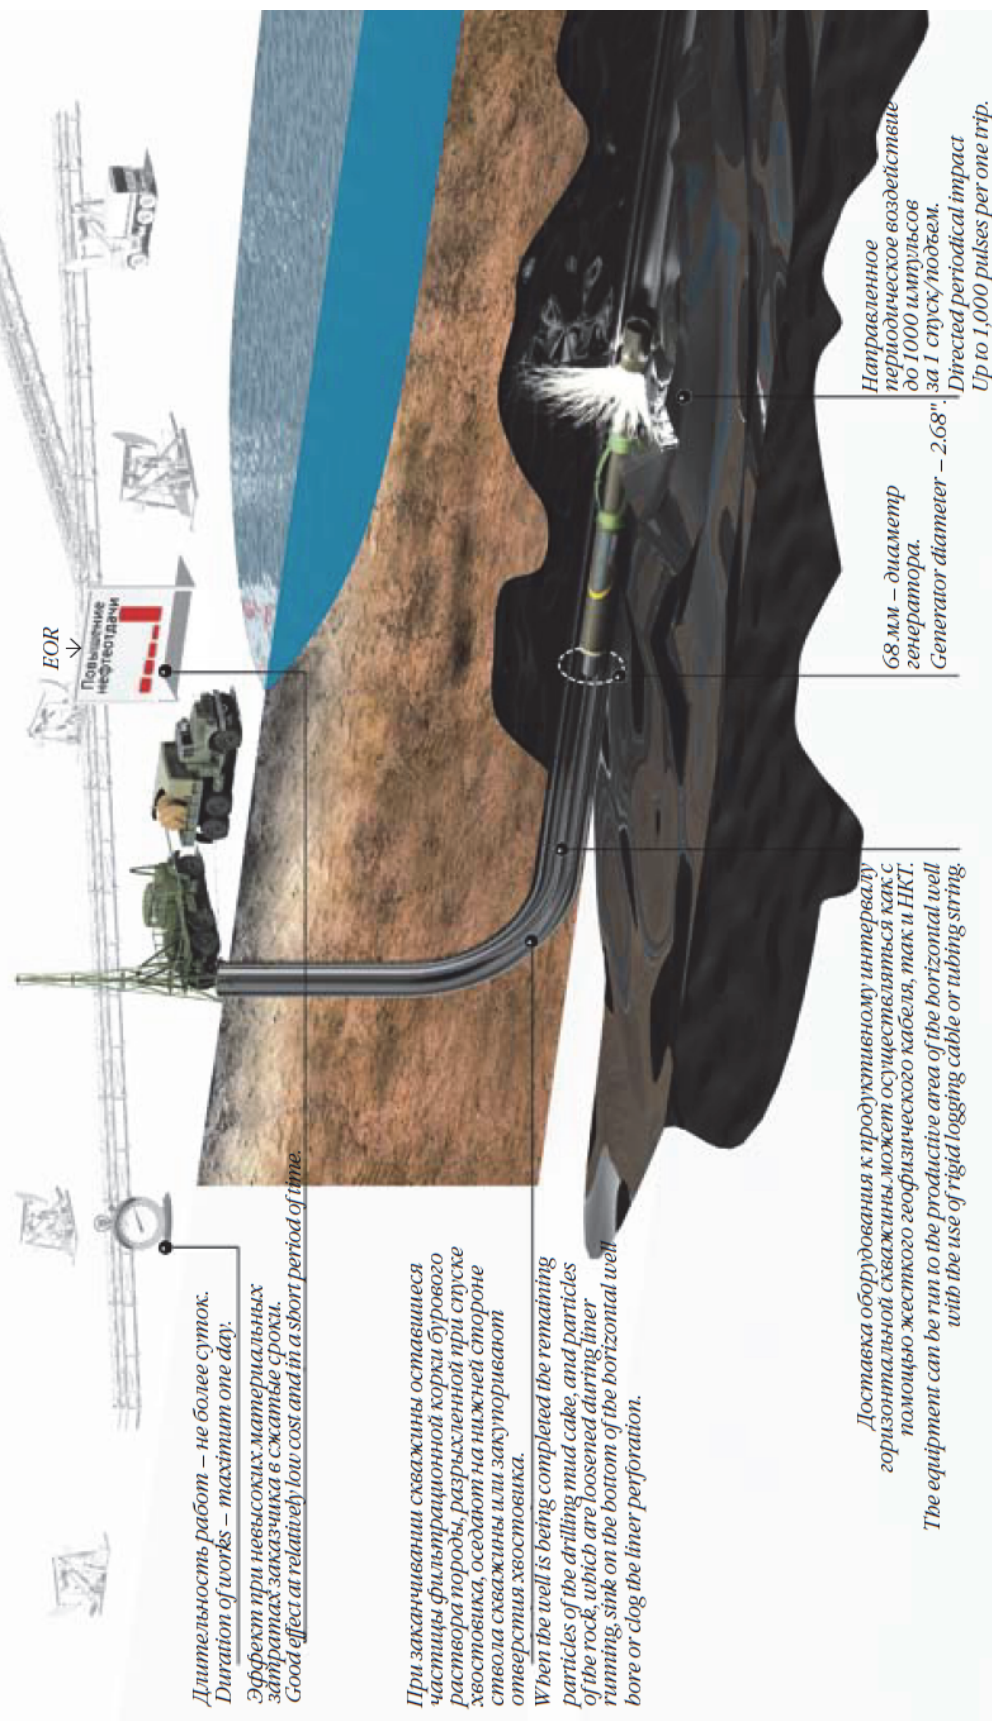 EOR
Повышение
нефтеотдачи
Длительность работ – не более суток.
Duration of works – maximum one day.
Эффект при невысоких материальных
затратах заказчика в сжатые сроки.
Good effect at relatively low cost and in a short period of time.
При заканчивании скважины оставшиеся
частицы фильтрационной корки бурового
раствора породы, разрыхленной при спуске
хвостовика, оседают на нижней стороне
ствола скважины или закупоривают
отверстия хвостовика.
When the well is being completed the remaining
particles of the drilling mud cake, and particles
of the rock, which are loosened during liner
running, sink on the bottom of the horizontal well
bore or clog the liner perforation.
Доставка оборудования к продуктивному интервалу
горизонтальной скважины может осуществляться как с
помощью жесткого геофизического кабеля, так и НКТ.
The equipment can be run to the productive area of the horizontal well
with the use of rigid logging cable or tubing string.
68 мм – диаметр
генератора.
Generator diameter – 2.68".
Направленное
периодическое воздействие
до 1000 импульсов
за 1 спуск/подъем.
Directed periodical impact
Up to 1,000 pulses per one trip.